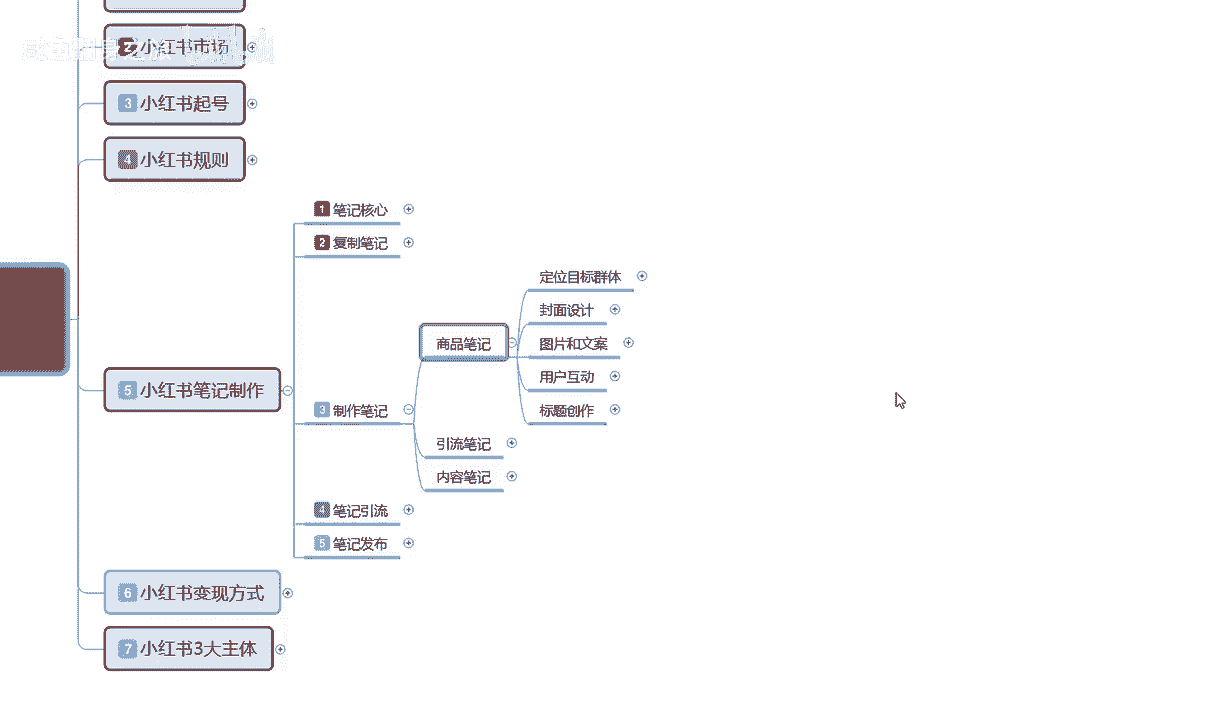 2 小红书市场
3 小红书起号
4 小红书规则
5 小红书笔记制作
1 笔记核心
2 复制笔记
3 制作笔记
商品笔记
定位目标群体
封面设计
图片和文案
用户互动
标题创作
引流笔记
内容笔记
4 笔记引流
5 笔记发布
6 小红书变现方式
7 小红书3大主体